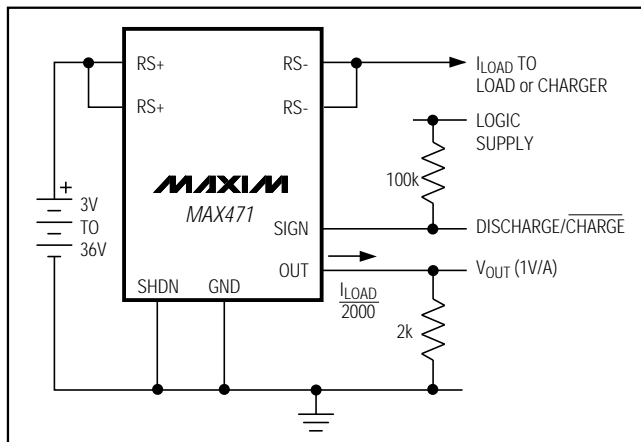 RS+
RS-
I LOAD TO
LOAD or CHARGER
RS+
RS-
LOGIC
SUPPLY
100k
MAXIM
MAX471
+
3V
TO
36V
SIGN
DISCHARGE/CHARGE
OUT
VOUT (1V/A)
SHDN
GND
ILOAD
2000
2k